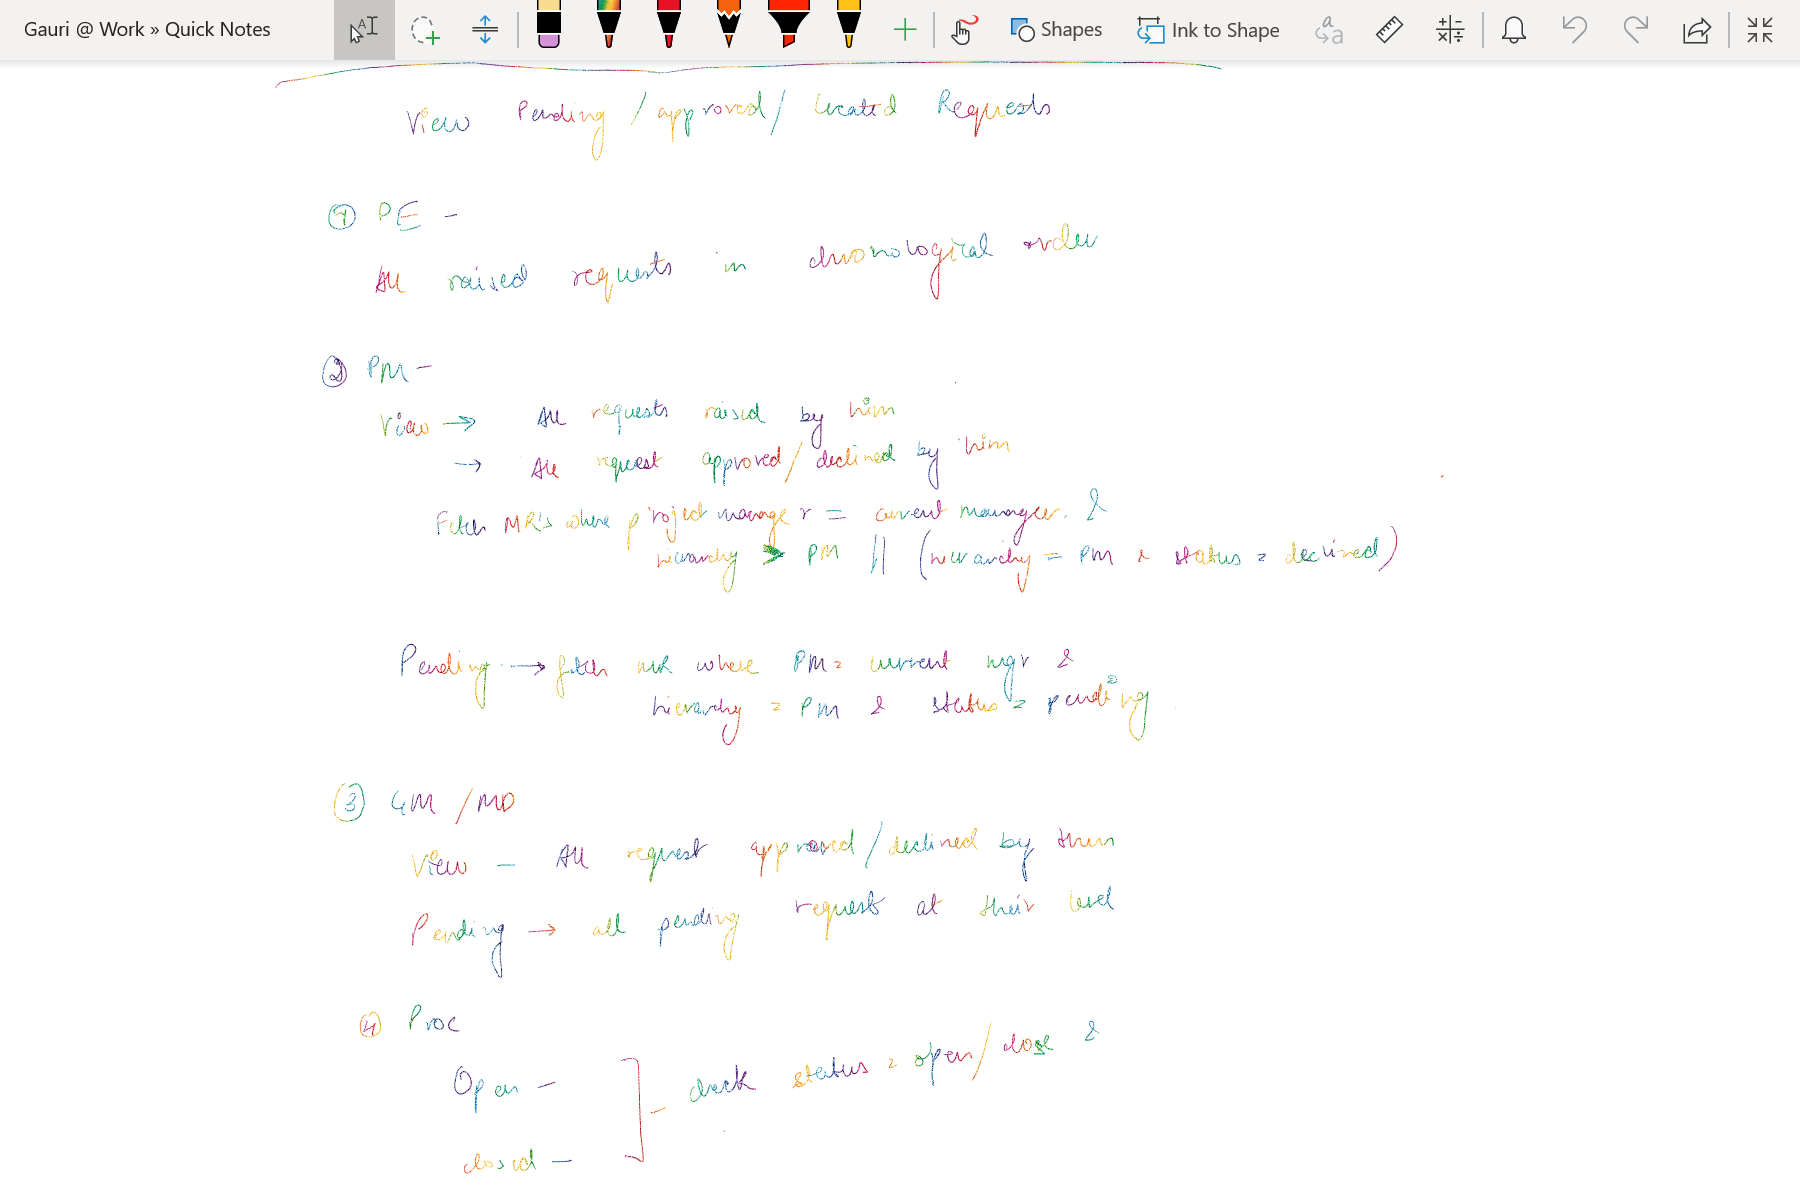 Gauri @ Work » Quick Notes
Shapes
Ink to Shape
View Pending / approved / Created Requests
① PE -
All raised requests in chronological order
② PM -
View → All requests raised by him
→ All request approved / declined by him
Fetch MR's where project manager = current manager. &
hierarchy > PM || (hierarchy = PM & status = declined)
Pending → fetch MR where PM = current mgr &
hierarchy = PM & status = pending
③ GM / MD
View - All request approved / declined by them
Pending → all pending requests at their level
④ Proc
Open -
closed -
- check status = open / close &